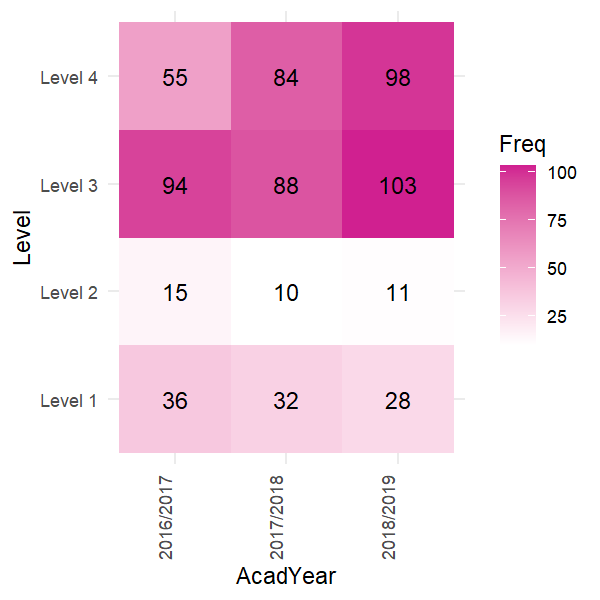 Level 4 55 84 98
Level 3 94 88 103
Level 2 15 10 11
Level 1 36 32 28
2016/2017 2017/2018 2018/2019
AcadYear
Level
Freq
100
75
50
25